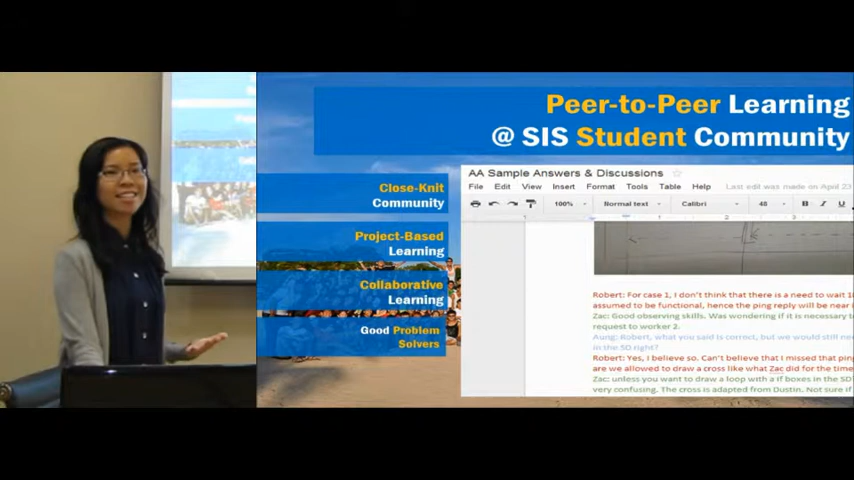 Peer-to-Peer Learning
@ SIS Student Community
Close-Knit
Community
Project-Based
Learning
Collaborative
Learning
Good Problem
Solvers
AA Sample Answers & Discussions
File Edit View Insert Format Tools Table Help Last edit was made on April 23
100% Normal text Calibri 48 B I U
Robert: For case 1, I don't think that there is a need to wait
assumed to be functional, hence the ping reply will be near
Zac: Good observing skills. Was wondering if it is necessary t
request to worker 2.
Aung: Robert, what you said is correct, but we would still
in the SD right?
Robert: Yes, I believe so. Can't believe that I missed that
are we allowed to draw a cross like what Zac did for the time
Zac: unless you want to draw a loop with a if boxes in the SD
very confusing. The cross is adapted from Dustin. Not sure if